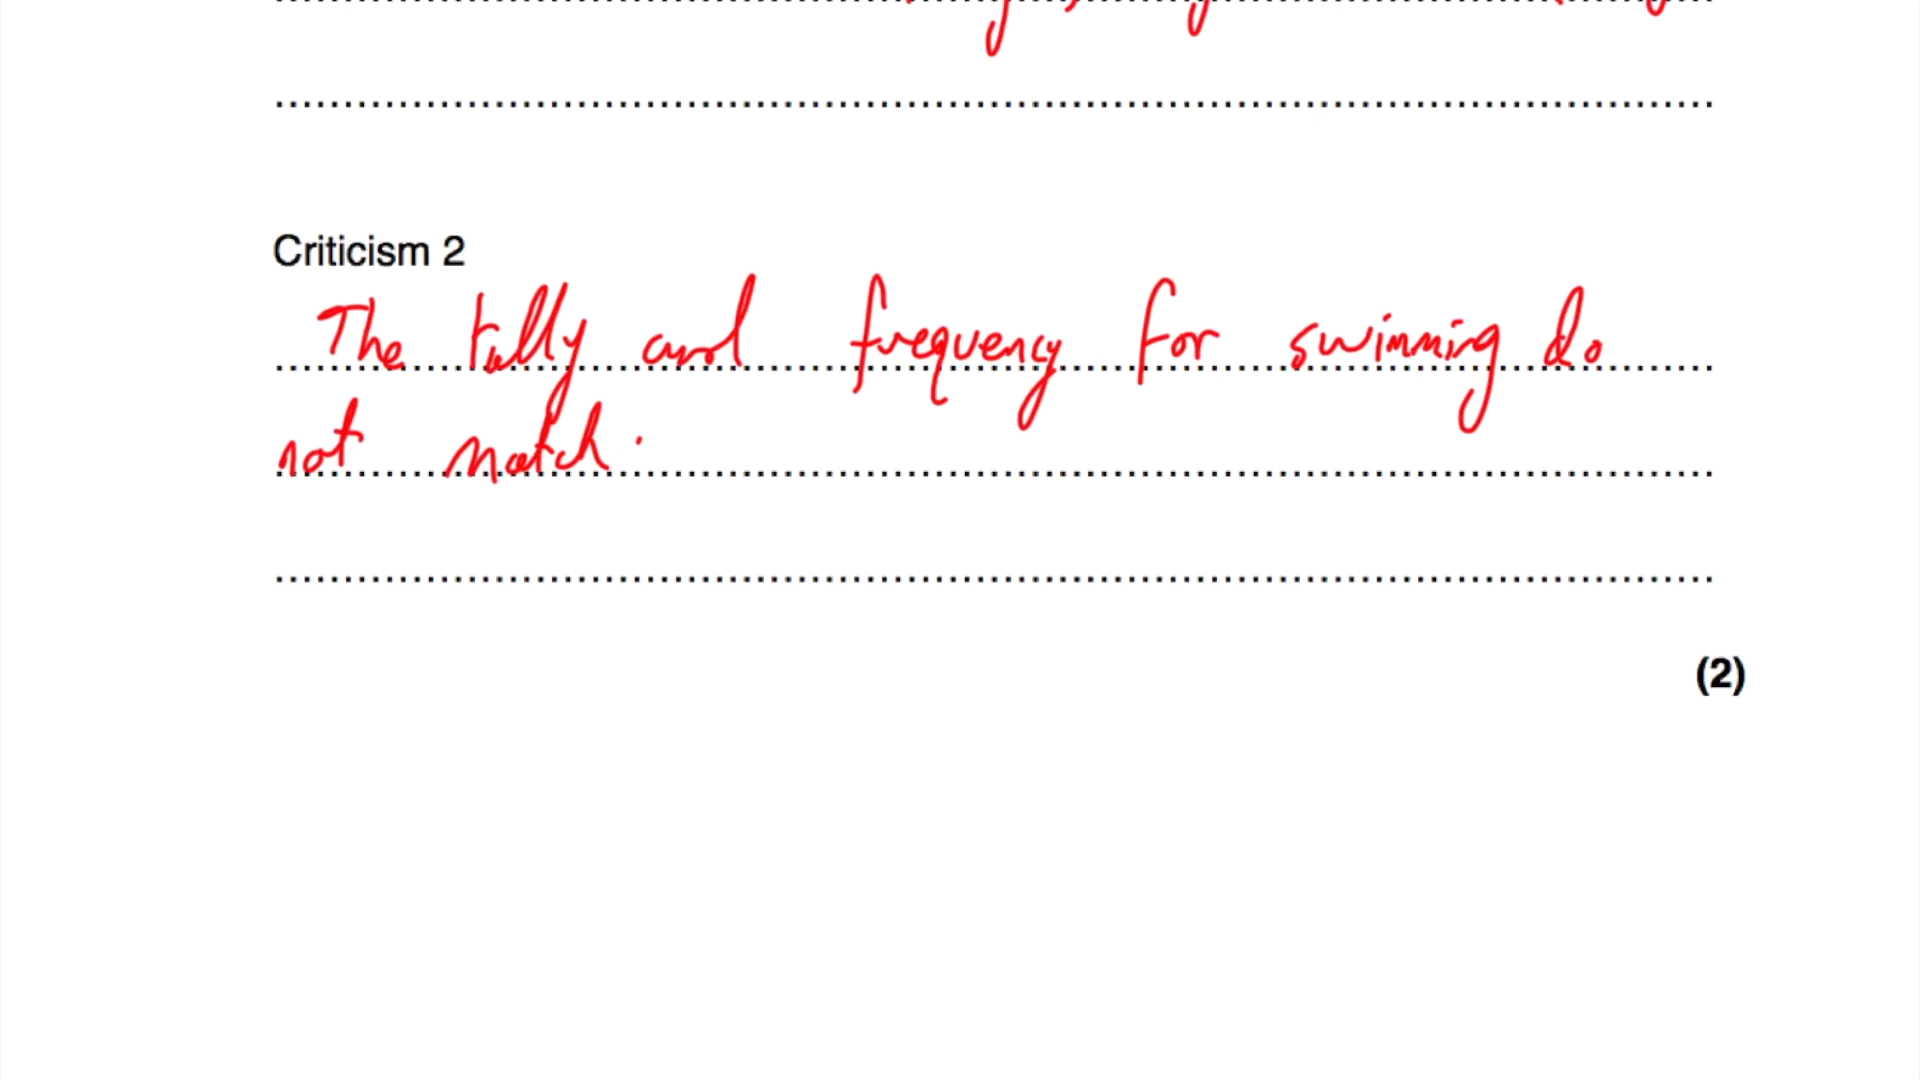 Criticism 2
The tally and frequency for swimming do
not match.
(2)